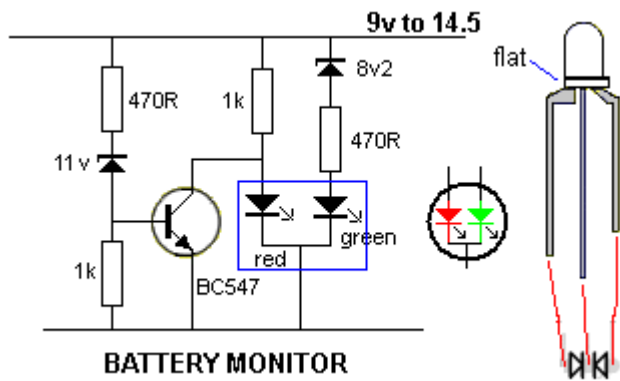 9v to 14.5
flat
470R
1k
8v2
470R
11 v
1k
red
green
BC547
BATTERY MONITOR